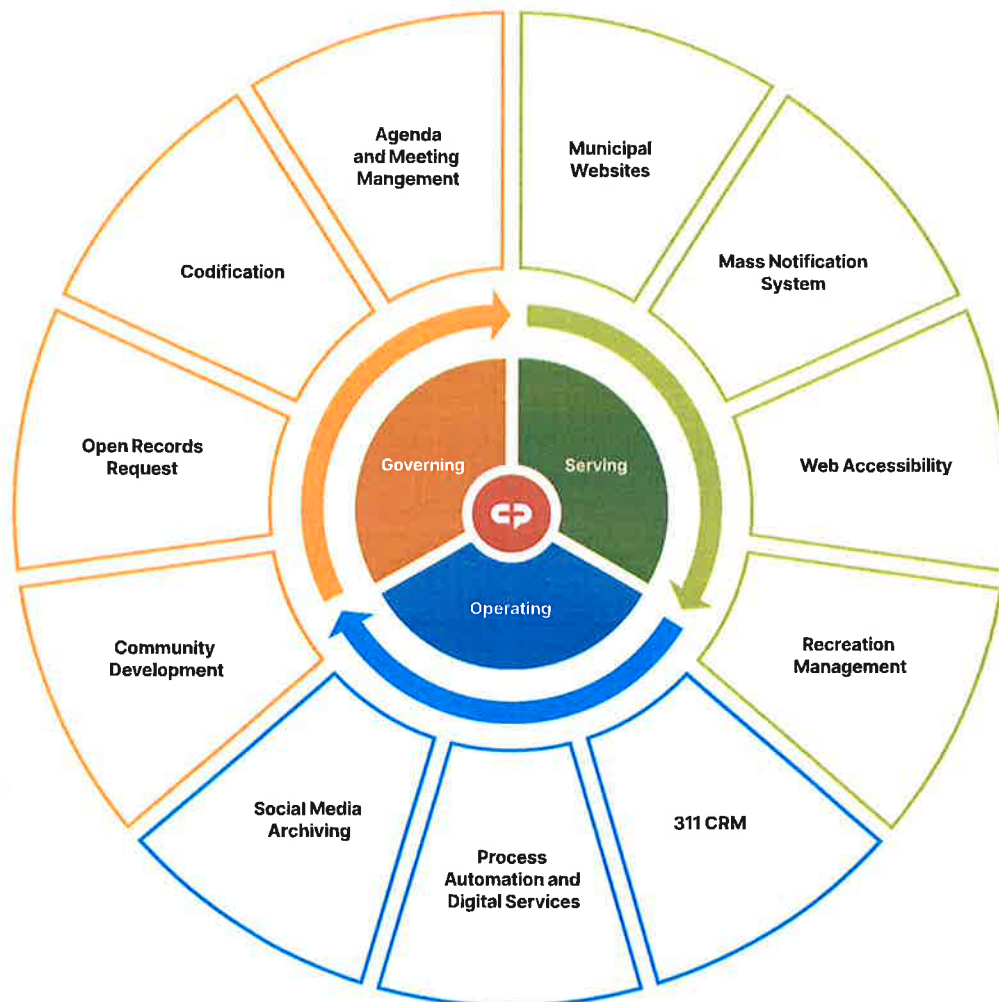 Agenda
and Meeting
Mangement
Municipal
Websites
Codification
Mass Notification
System
Open Records
Request
Governing
Serving
Web Accessibility
Operating
Community
Development
Recreation
Management
Social Media
Archiving
311 CRM
Process
Automation and
Digital Services